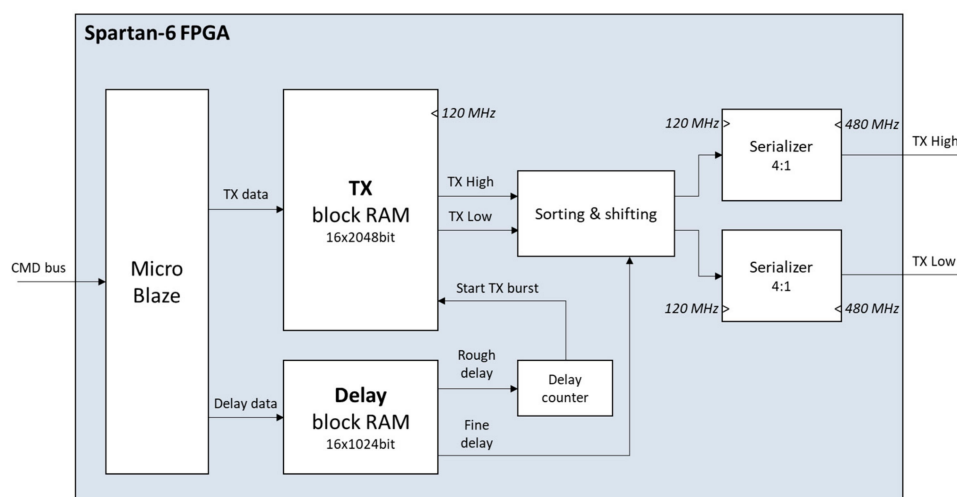 Spartan-6 FPGA
CMD bus
Micro
Blaze
TX data
Delay data
TX
block RAM
16x2048bit
< 120 MHz
TX High
TX Low
Start TX burst
Delay
block RAM
16x1024bit
Rough
delay
Fine
delay
Delay
counter
Sorting & shifting
120 MHz >
< 480 MHz
Serializer
4:1
TX High
Serializer
4:1
120 MHz >
< 480 MHz
TX Low